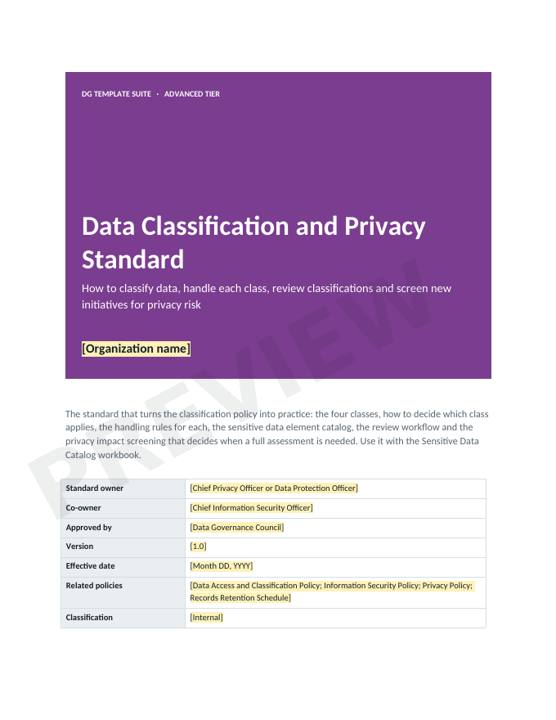 DG TEMPLATE SUITE · ADVANCED TIER
Data Classification and Privacy
Standard
How to classify data, handle each class, review classifications and screen new
initiatives for privacy risk
[Organization name]
PREVIEW
The standard that turns the classification policy into practice: the four classes, how to decide which class
applies, the handling rules for each, the sensitive data element catalog, the review workflow and the
privacy impact screening that decides when a full assessment is needed. Use it with the Sensitive Data
Catalog workbook.
Standard owner [Chief Privacy Officer or Data Protection Officer]
Co-owner [Chief Information Security Officer]
Approved by [Data Governance Council]
Version [1.0]
Effective date [Month DD, YYYY]
Related policies [Data Access and Classification Policy; Information Security Policy; Privacy Policy;
Records Retention Schedule]
Classification [Internal]